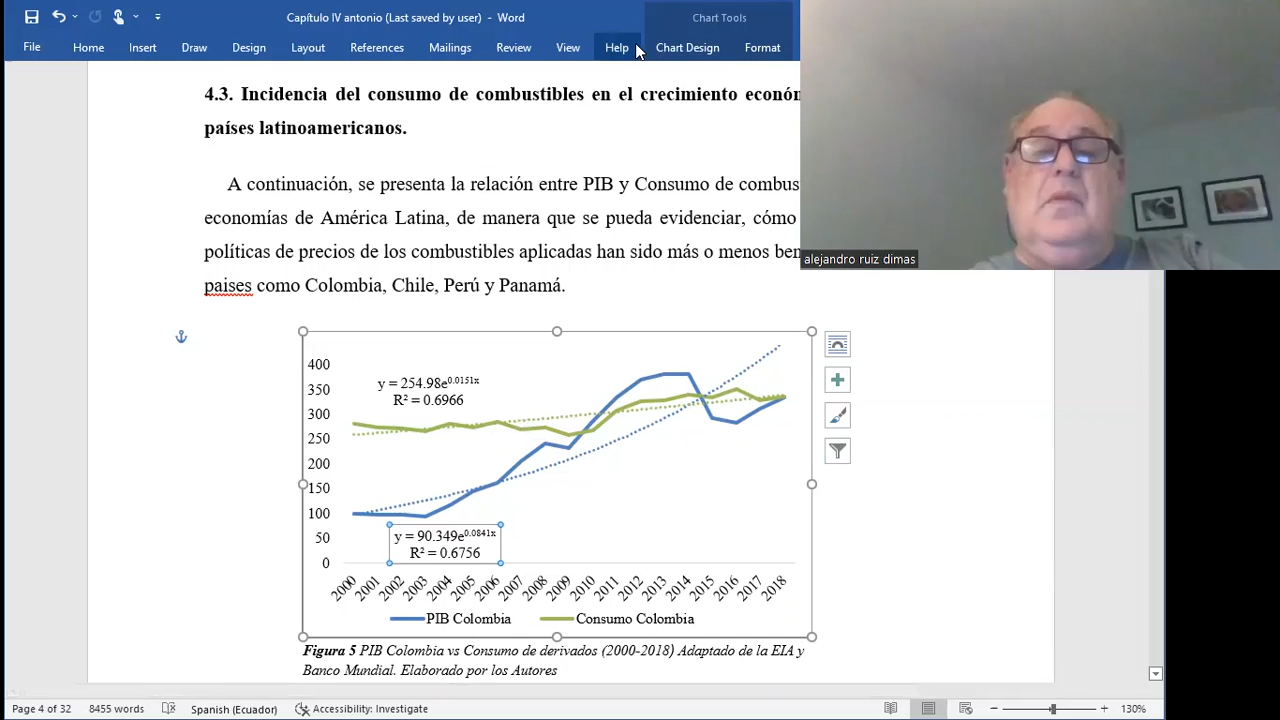 Capítulo IV antonio (Last saved by user) - Word
Chart Tools
File Home Insert Draw Design Layout References Mailings Review View Help Chart Design Format
4.3. Incidencia del consumo de combustibles en el crecimiento econón
países latinoamericanos.
A continuación, se presenta la relación entre PIB y Consumo de combus
economías de América Latina, de manera que se pueda evidenciar, cómo
políticas de precios de los combustibles aplicadas han sido más o menos ben
paises como Colombia, Chile, Perú y Panamá.
alejandro ruiz dimas
400
350
300
250
200
150
100
50
0
y = 254.98e^0.0151x
R² = 0.6966
y = 90.349e^0.0841x
R² = 0.6756
2000 2001 2002 2003 2004 2005 2006 2007 2008 2009 2010 2011 2012 2013 2014 2015 2016 2017 2018
PIB Colombia Consumo Colombia
Figura 5 PIB Colombia vs Consumo de derivados (2000-2018) Adaptado de la EIA y
Banco Mundial. Elaborado por los Autores
Page 4 of 32 8455 words Spanish (Ecuador) Accessibility: Investigate 130%